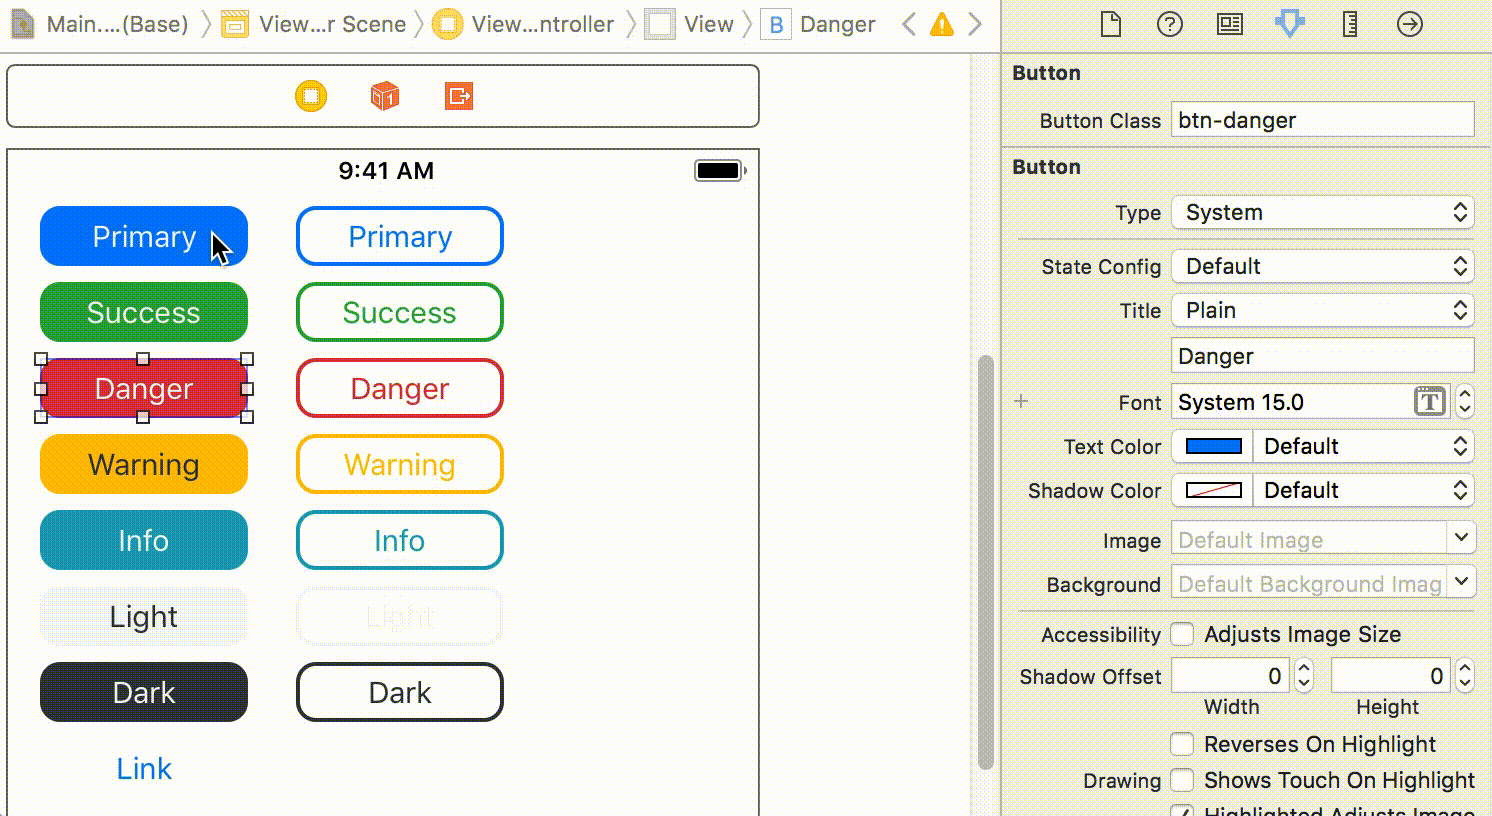 Main....(Base) View...r Scene View...ntroller View B Danger
9:41 AM
Primary Primary
Success Success
Danger Danger
Warning Warning
Info Info
Light Light
Dark Dark
Link
Button
Button Class btn-danger
Button
Type System
State Config Default
Title Plain
Danger
+ Font System 15.0 T
Text Color Default
Shadow Color Default
Image Default Image
Background Default Background Imag
Accessibility Adjusts Image Size
Shadow Offset 0 0
Width Height
Reverses On Highlight
Drawing Shows Touch On Highlight
Highlighted Adjusts Image